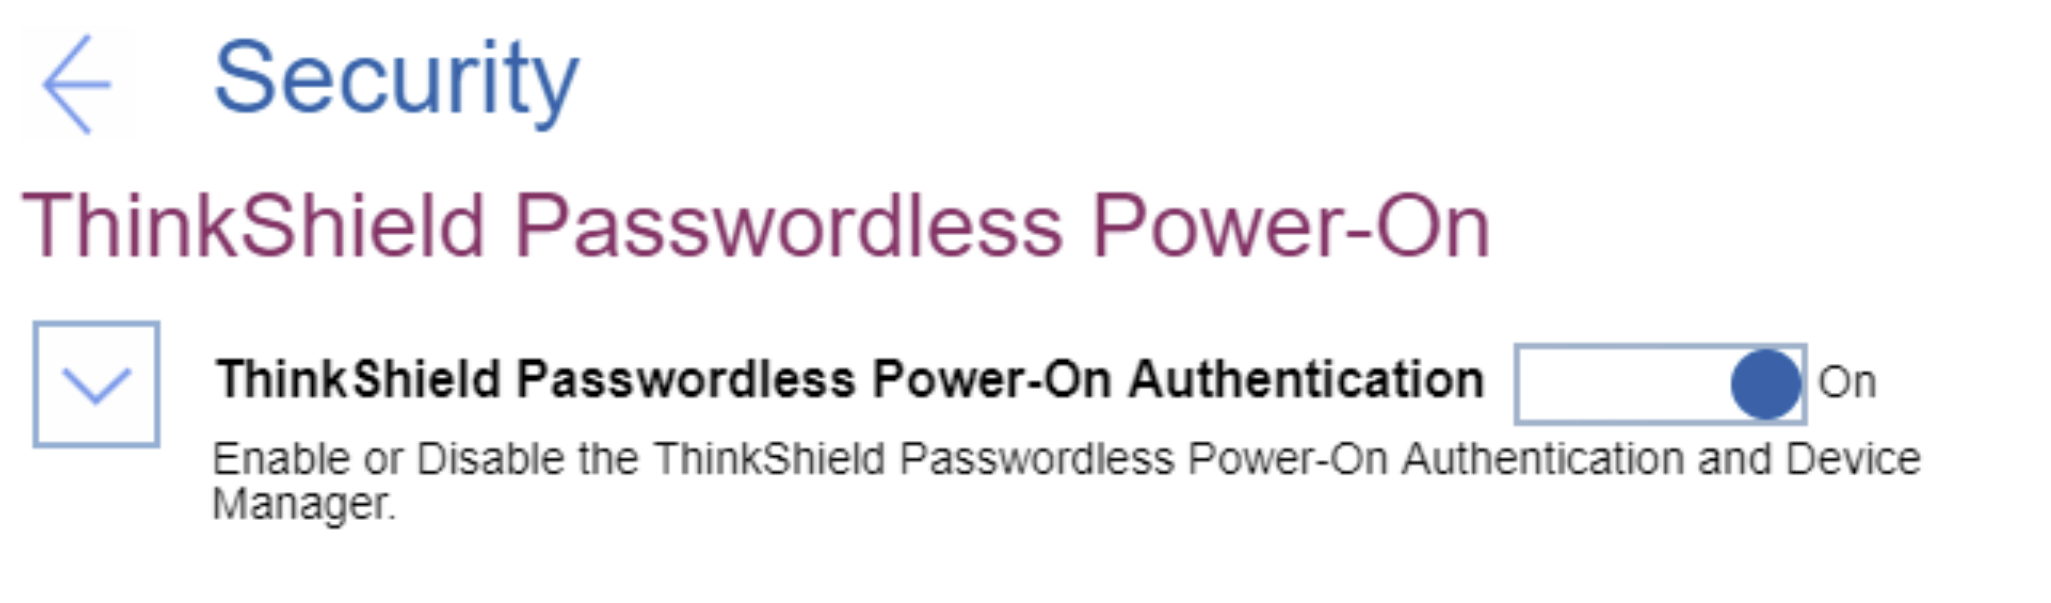 Security
ThinkShield Passwordless Power-On
ThinkShield Passwordless Power-On Authentication On
Enable or Disable the ThinkShield Passwordless Power-On Authentication and Device
Manager.